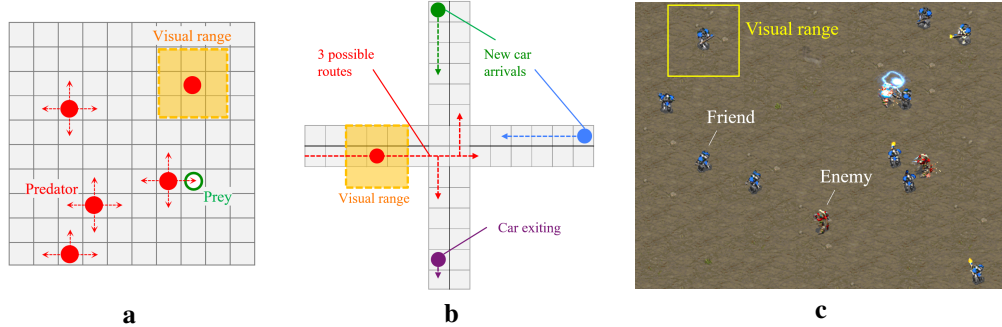 Visual range
Predator
Prey
a
3 possible
routes
New car
arrivals
Visual range
Car exiting
b
Visual range
Friend
Enemy
c